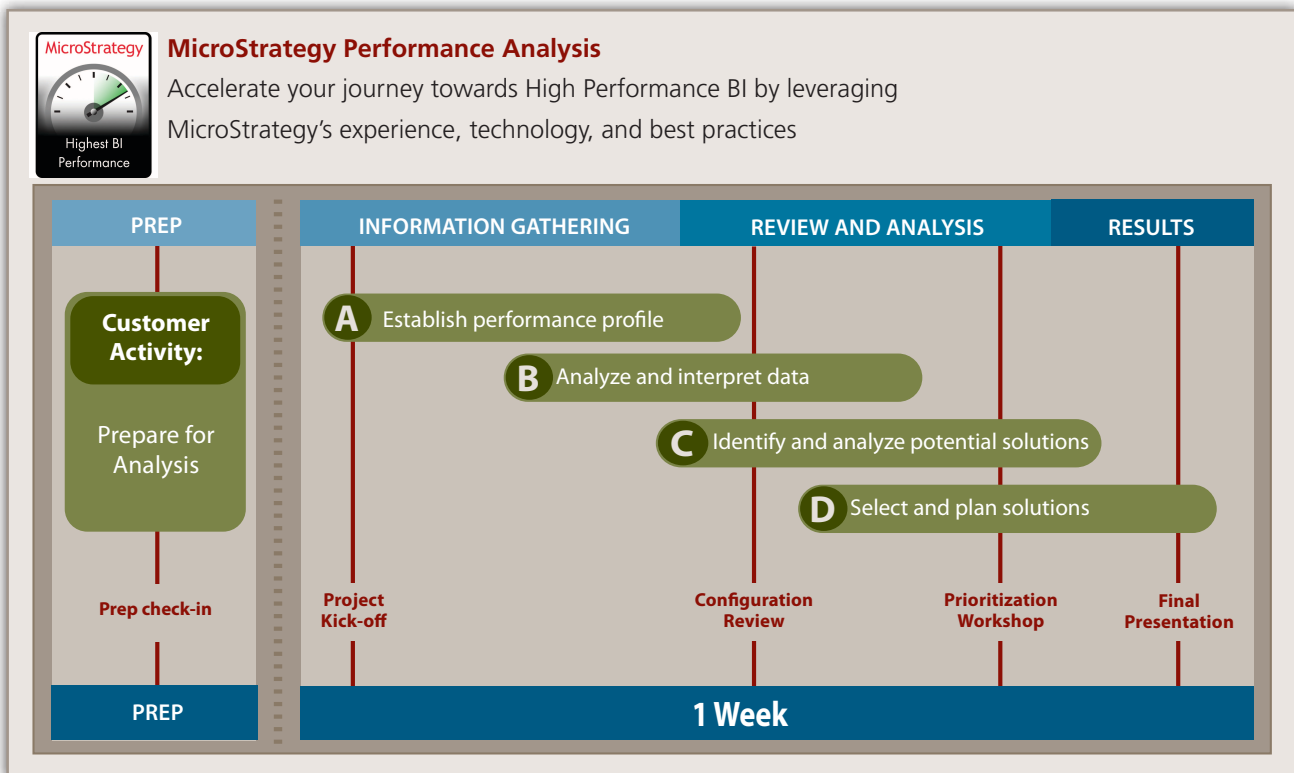 MicroStrategy
Highest BI
Performance
MicroStrategy Performance Analysis
Accelerate your journey towards High Performance BI by leveraging
MicroStrategy’s experience, technology, and best practices
PREP
INFORMATION GATHERING
REVIEW AND ANALYSIS
RESULTS
Customer
Activity:
Prepare for
Analysis
A Establish performance profile
B Analyze and interpret data
C Identify and analyze potential solutions
D Select and plan solutions
Prep check-in
Project
Kick-off
Configuration
Review
Prioritization
Workshop
Final
Presentation
PREP
1 Week